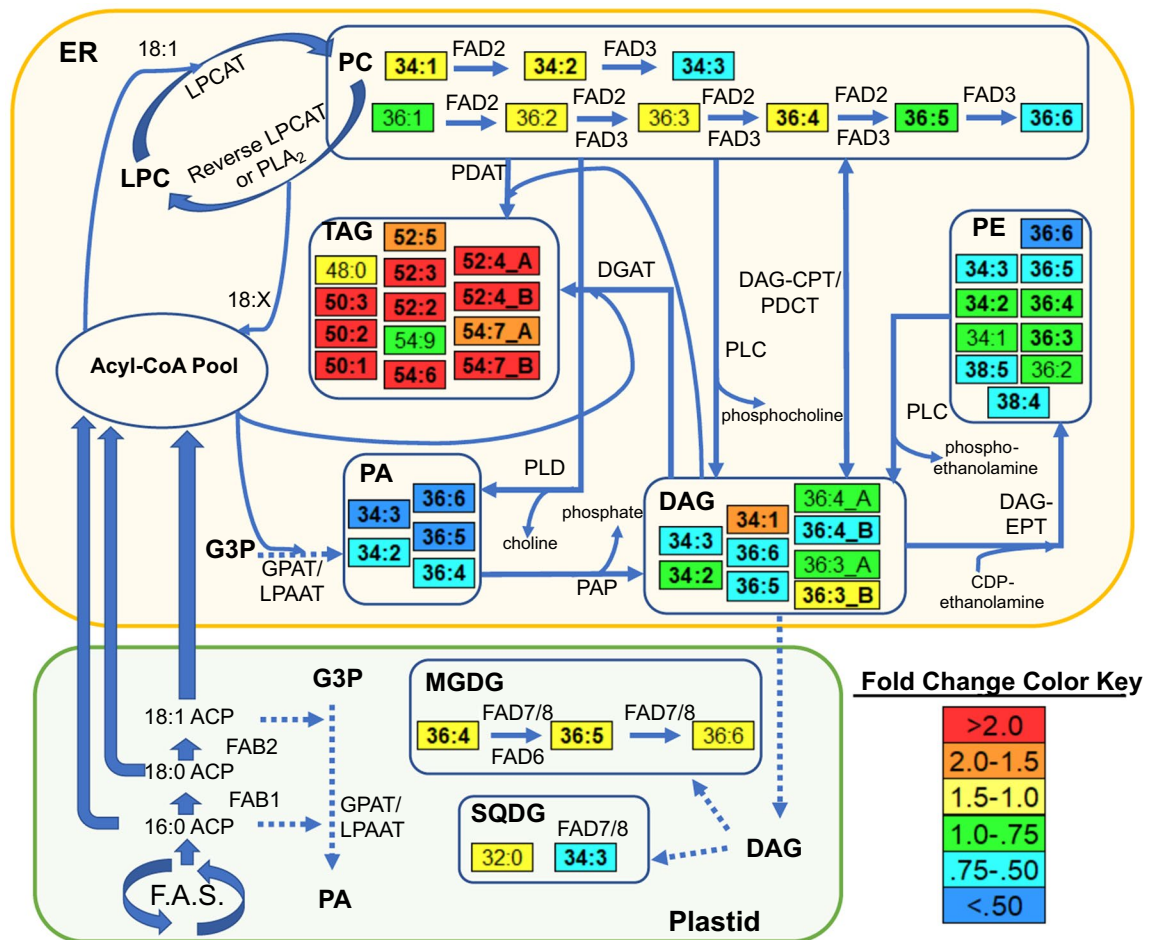 ER
18:1
LPCAT
Reverse LPCAT
or PLA2
LPC
18:X
Acyl-CoA Pool
PC
34:1
FAD2
34:2
FAD3
34:3
36:1
FAD2
36:2
FAD2
FAD3
36:3
FAD2
FAD3
36:4
FAD2
FAD3
36:5
FAD3
36:6
PDAT
TAG
52:5
48:0
52:3
52:4_A
50:3
52:2
52:4_B
50:2
54:9
54:7_A
50:1
54:6
54:7_B
DGAT
DAG-CPT/
PDCT
PLC
phosphocholine
PE
36:6
34:3
36:5
34:2
36:4
34:1
36:3
38:5
36:2
38:4
PLC
phospho-
ethanolamine
DAG-
EPT
CDP-
ethanolamine
PA
36:6
34:3
36:5
34:2
36:4
PLD
choline
phosphate
PAP
G3P
GPAT/
LPAAT
DAG
34:1
36:4_A
34:3
36:6
36:4_B
34:2
36:5
36:3_A
36:3_B
G3P
18:1 ACP
FAB2
18:0 ACP
FAB1
16:0 ACP
GPAT/
LPAAT
F.A.S.
PA
MGDG
36:4
FAD7/8
FAD6
36:5
FAD7/8
36:6
SQDG
FAD7/8
32:0
34:3
DAG
Plastid
Fold Change Color Key
>2.0
2.0-1.5
1.5-1.0
1.0-.75
.75-.50
<.50